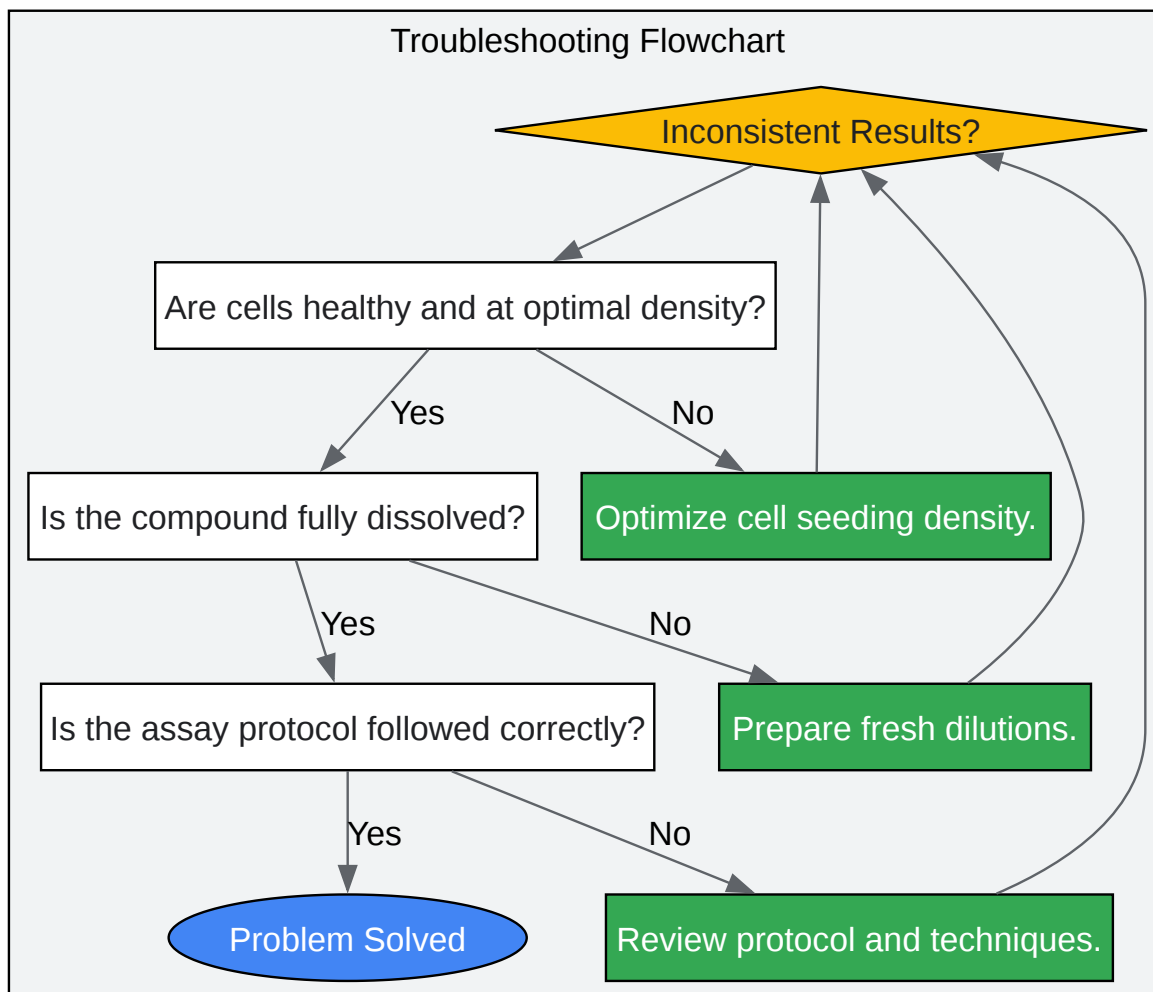 Troubleshooting Flowchart
Inconsistent Results?
Are cells healthy and at optimal density?
Yes
No
Is the compound fully dissolved?
Optimize cell seeding density.
Yes
No
Is the assay protocol followed correctly?
Prepare fresh dilutions.
Yes
No
Problem Solved
Review protocol and techniques.